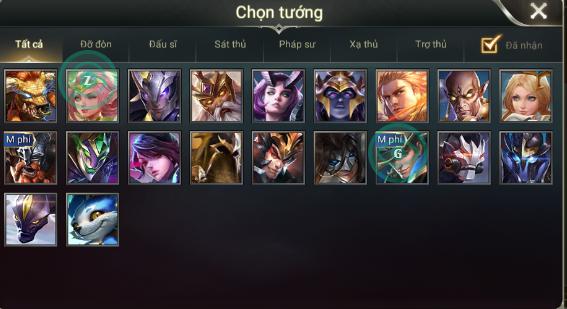 Chọn tướng
Tất cả Đỡ đòn Đấu sĩ Sát thủ Pháp sư Xạ thủ Trợ thủ Đã nhận
Z
M phí M phí
G